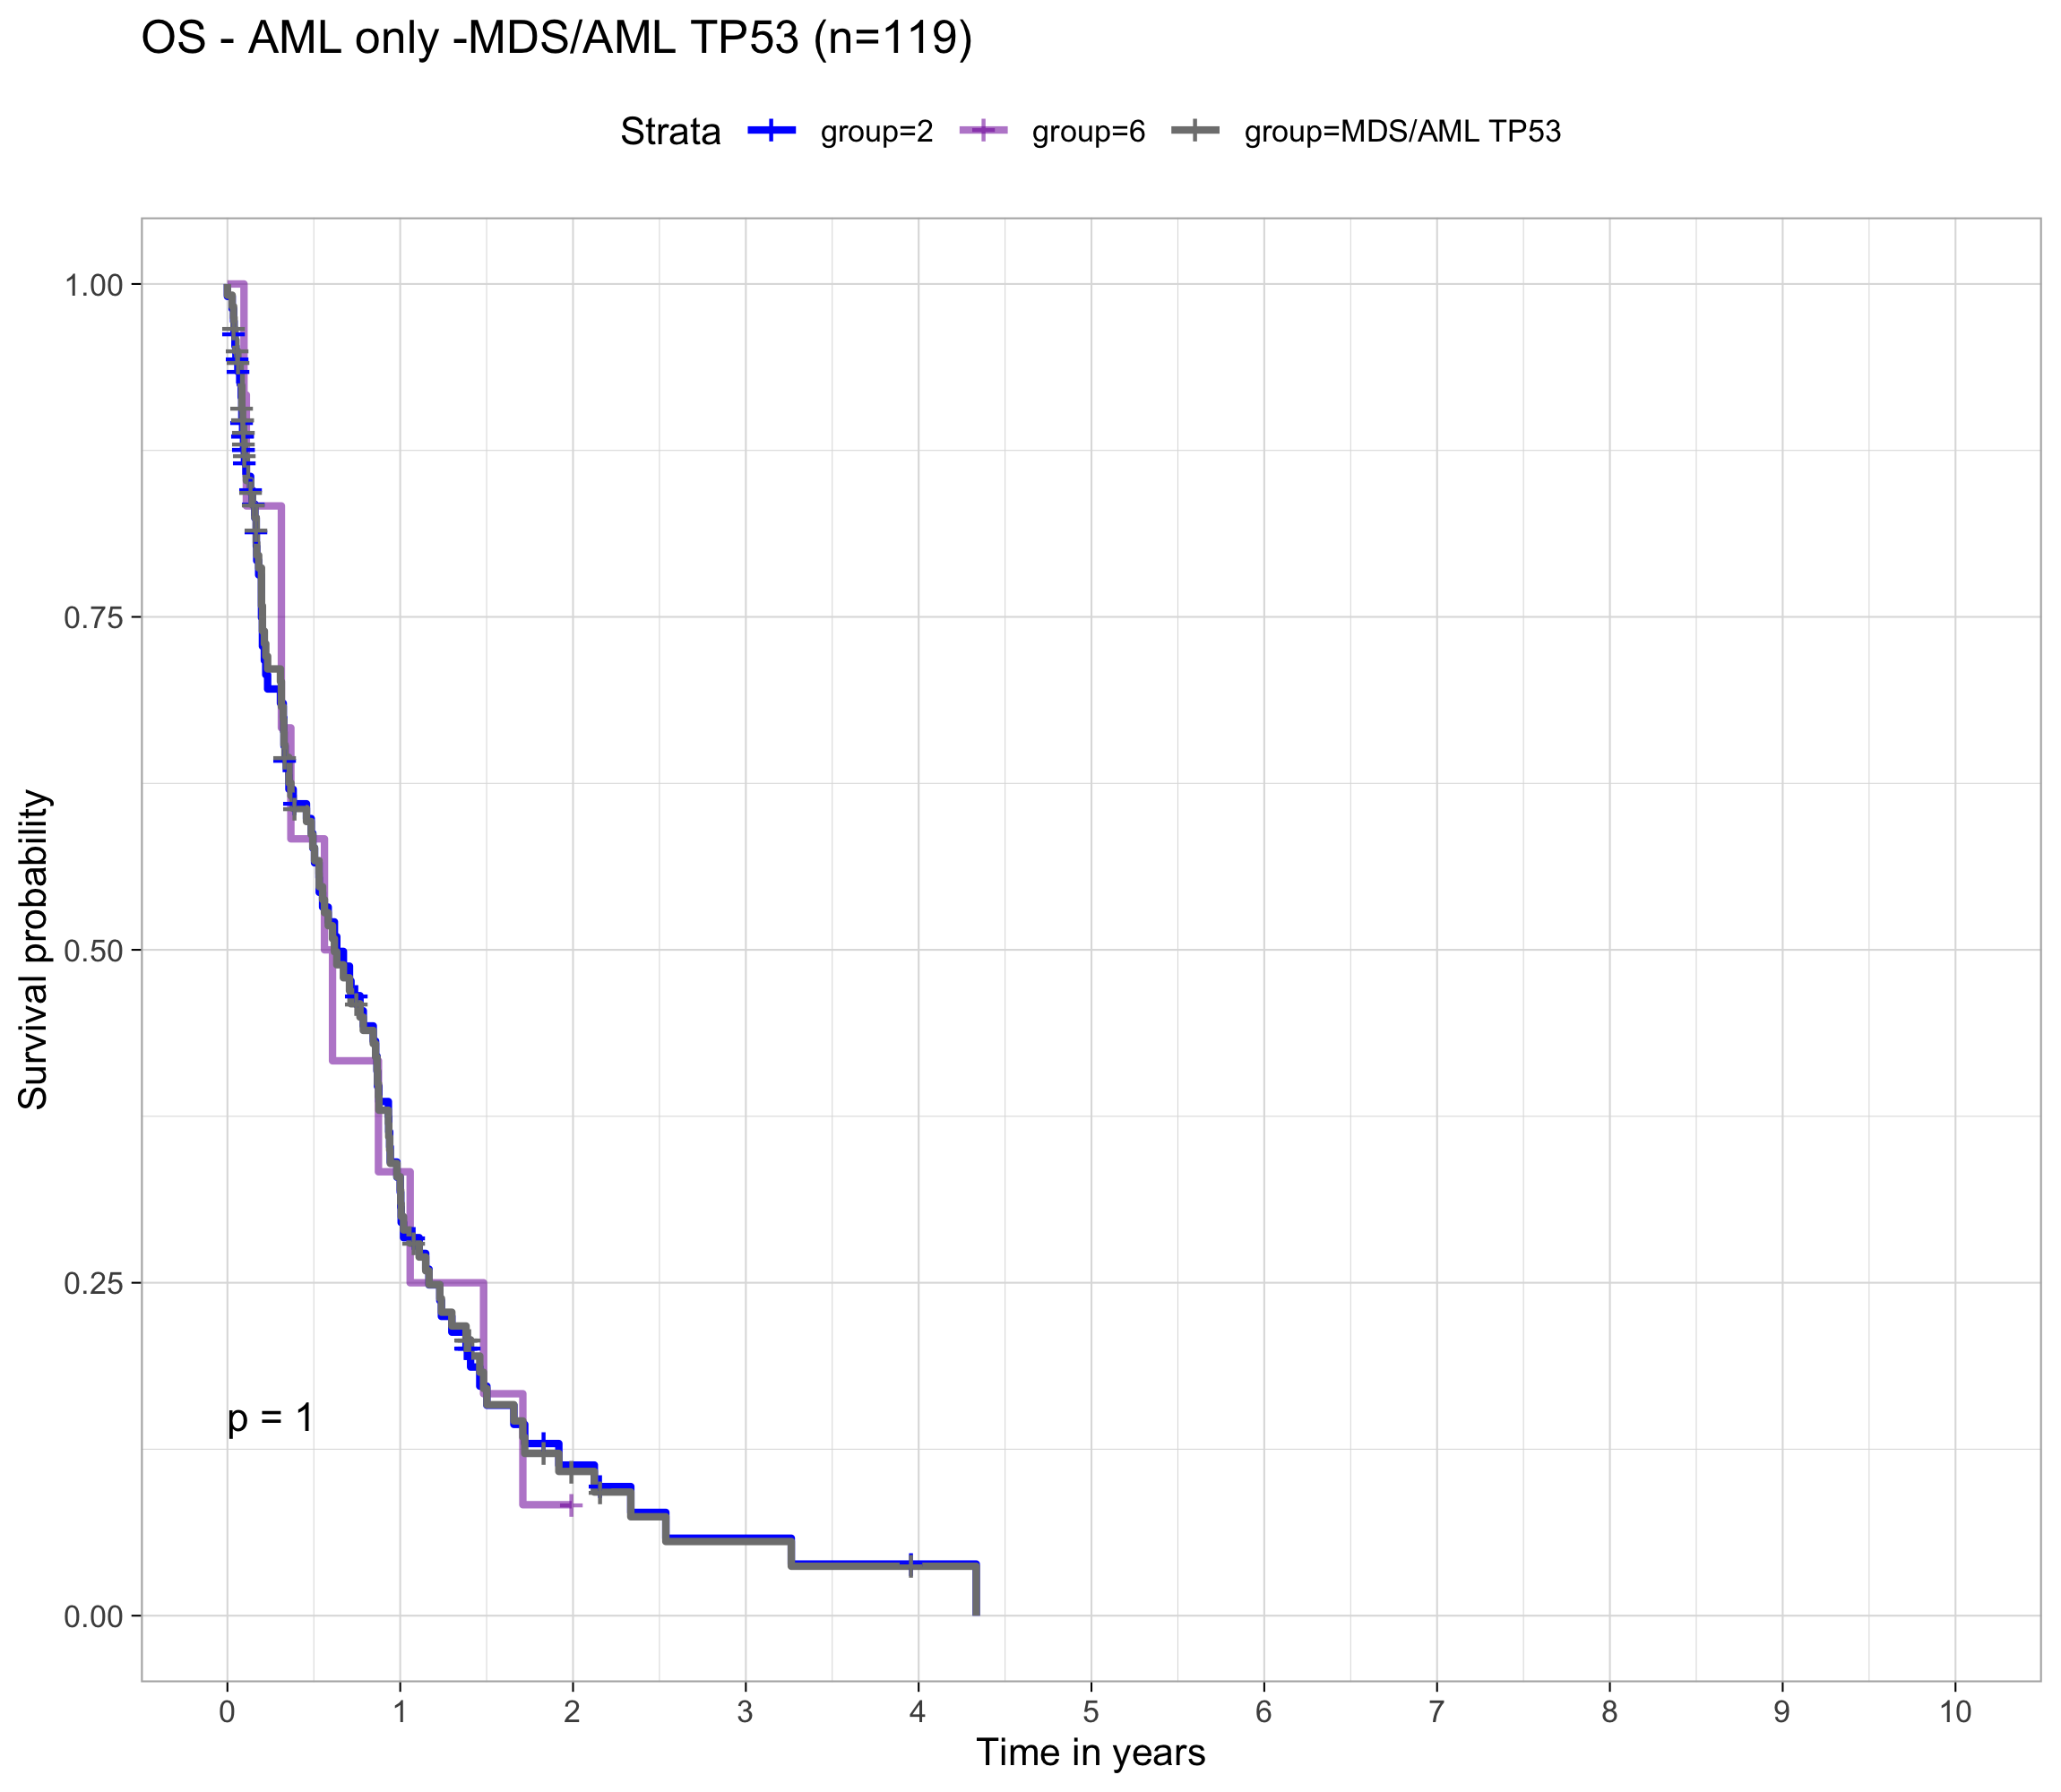 OS - AML only -MDS/AML TP53 (n=119)
Strata group=2 group=6 group=MDS/AML TP53
1.00
0.75
0.50
0.25
0.00
Survival probability
p = 1
0 1 2 3 4 5 6 7 8 9 10
Time in years